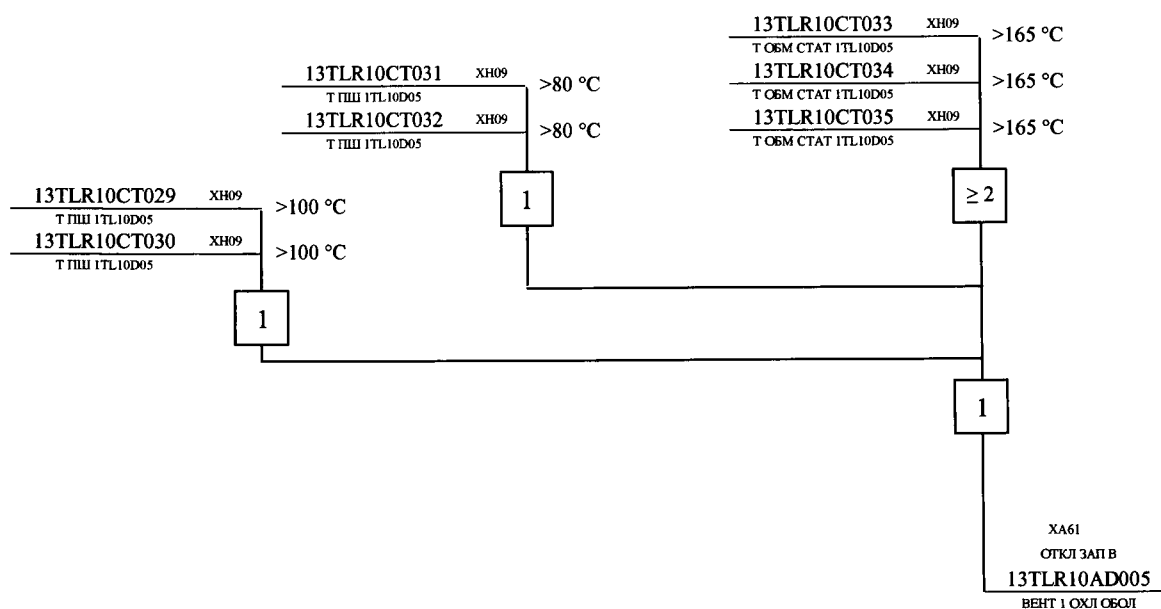 13TLR10CT033 XH09 >165 °C
Т ОБМ СТАТ 1TL10D05
13TLR10CT034 XH09 >165 °C
Т ОБМ СТАТ 1TL10D05
13TLR10CT035 XH09 >165 °C
Т ОБМ СТАТ 1TL10D05
≥ 2
13TLR10CT031 XH09 >80 °C
Т ПШ 1TL10D05
13TLR10CT032 XH09 >80 °C
Т ПШ 1TL10D05
1
13TLR10CT029 XH09 >100 °C
Т ПШ 1TL10D05
13TLR10CT030 XH09 >100 °C
Т ПШ 1TL10D05
1
1
XA61
ОТКЛ ЗАП В
13TLR10AD005
ВЕНТ 1 ОХЛ ОБОЛ